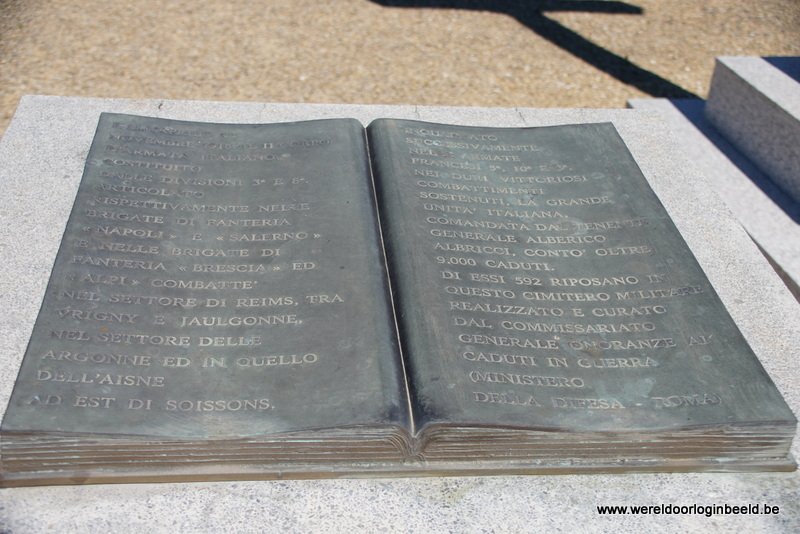 NOVEMBRE 1918 IL II CORPO
D'ARMATA ITALIANO,
COSTITUITO
DALLE DIVISIONI 3ª E 8ª,
ARTICOLATO
RISPETTIVAMENTE NELLE
BRIGATE DI FANTERIA
« NAPOLI » E « SALERNO »
E NELLE BRIGATE DI
FANTERIA « BRESCIA » ED
« ALPI » COMBATTE'
NEL SETTORE DI REIMS, TRA
VRIGNY E JAULGONNE,
NEL SETTORE DELLE
ARGONNE ED IN QUELLO
DELL'AISNE
AD EST DI SOISSONS.
INQUADRATO
SUCCESSIVAMENTE
NELLE ARMATE
FRANCESI 5ª, 10ª E 3ª.
NEI DURI VITTORIOSI
COMBATTIMENTI
SOSTENUTI, LA GRANDE
UNITA' ITALIANA,
COMANDATA DAL TENENTE
GENERALE ALBERICO
ALBRICCI, CONTO' OLTRE
9.000 CADUTI.
DI ESSI 592 RIPOSANO IN
QUESTO CIMITERO MILITARE
REALIZZATO E CURATO
DAL COMMISSARIATO
GENERALE ONORANZE AI
CADUTI IN GUERRA
(MINISTERO
DELLA DIFESA - ROMA)
www.wereldoorloginbeeld.be